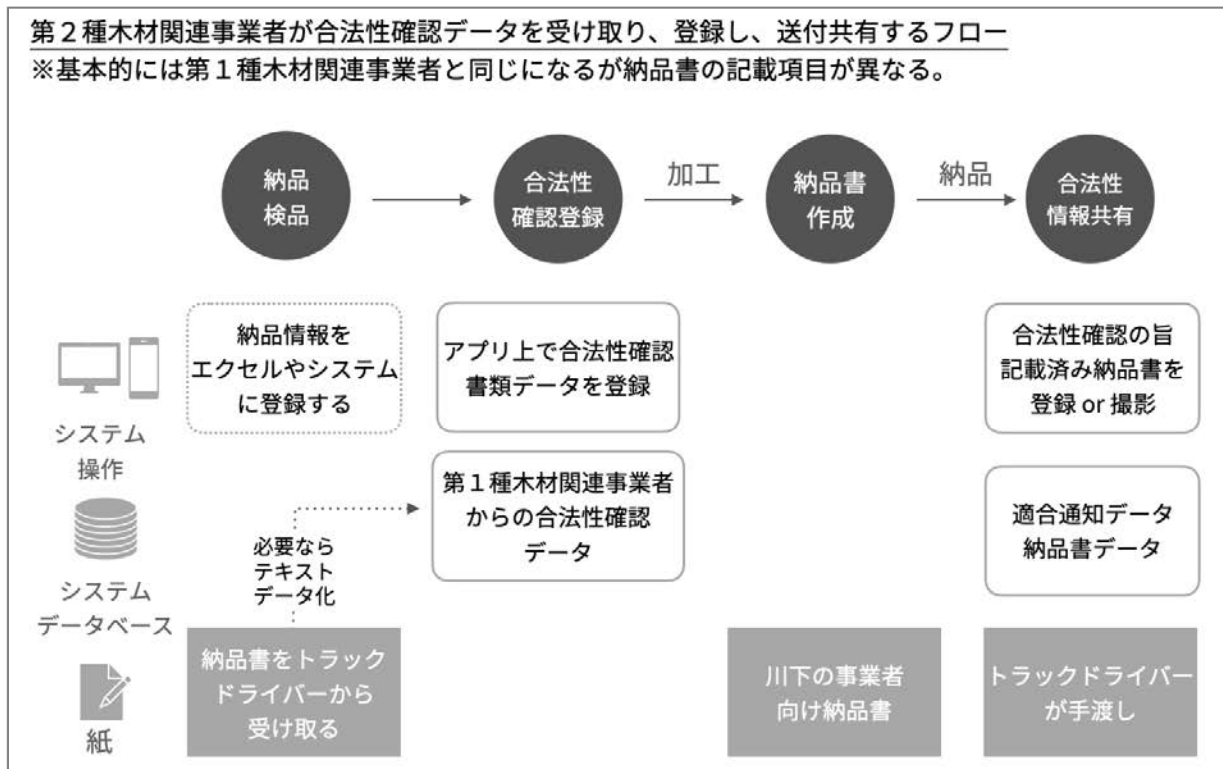 第２種木材関連事業者が合法性確認データを受け取り、登録し、送付共有するフロー
※基本的には第１種木材関連事業者と同じになるが納品書の記載項目が異なる。
納品
検品
合法性
確認登録
加工
納品書
作成
納品
合法性
情報共有
システム
操作
納品情報を
エクセルやシステム
に登録する
アプリ上で合法性確認
書類データを登録
合法性確認の旨
記載済み納品書を
登録 or 撮影
システム
データベース
必要なら
テキスト
データ化
第１種木材関連事業者
からの合法性確認
データ
適合通知データ
納品書データ
紙
納品書をトラック
ドライバーから
受け取る
川下の事業者
向け納品書
トラックドライバー
が手渡し